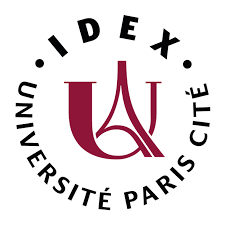 · IDEX ·
UNIVERSITÉ PARIS CITÉ